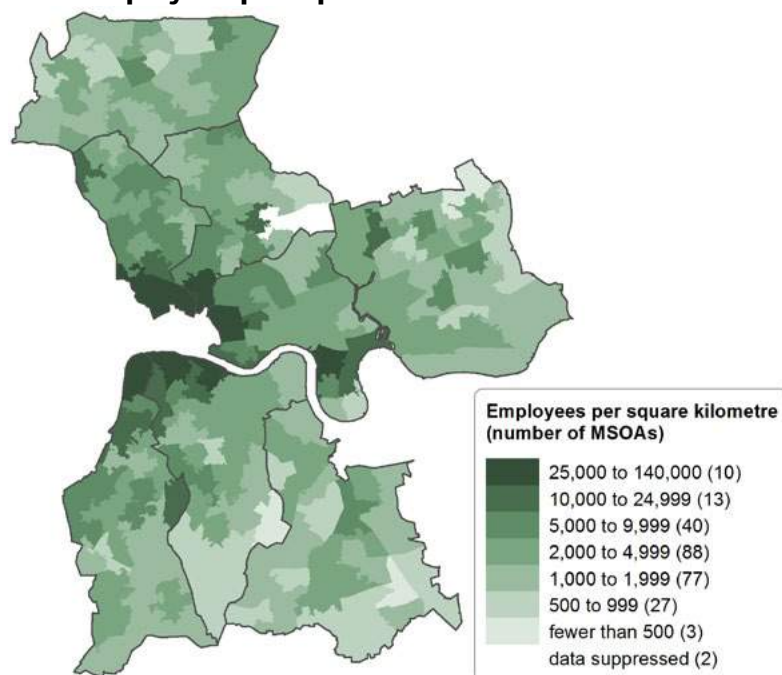 Employees per square kilometre
(number of MSOAs)
25,000 to 140,000 (10)
10,000 to 24,999 (13)
5,000 to 9,999 (40)
2,000 to 4,999 (88)
1,000 to 1,999 (77)
500 to 999 (27)
fewer than 500 (3)
data suppressed (2)